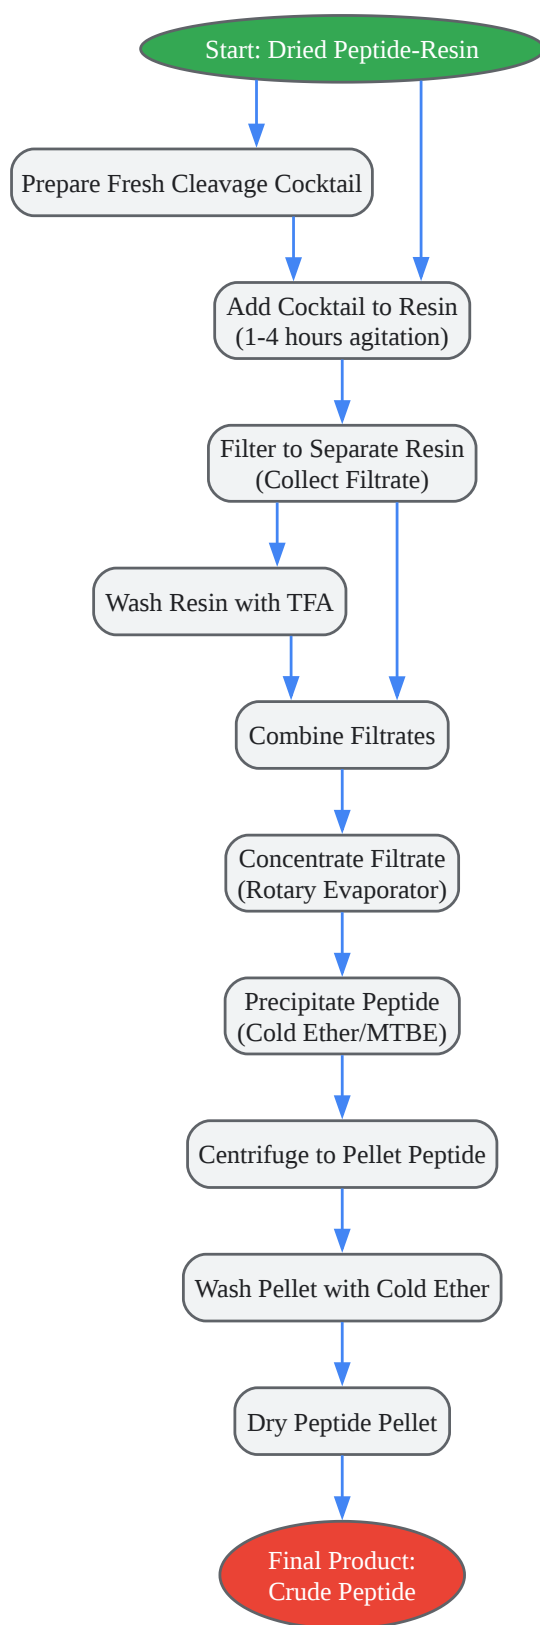 Start: Dried Peptide-Resin
Prepare Fresh Cleavage Cocktail
Add Cocktail to Resin
(1-4 hours agitation)
Filter to Separate Resin
(Collect Filtrate)
Wash Resin with TFA
Combine Filtrates
Concentrate Filtrate
(Rotary Evaporator)
Precipitate Peptide
(Cold Ether/MTBE)
Centrifuge to Pellet Peptide
Wash Pellet with Cold Ether
Dry Peptide Pellet
Final Product:
Crude Peptide